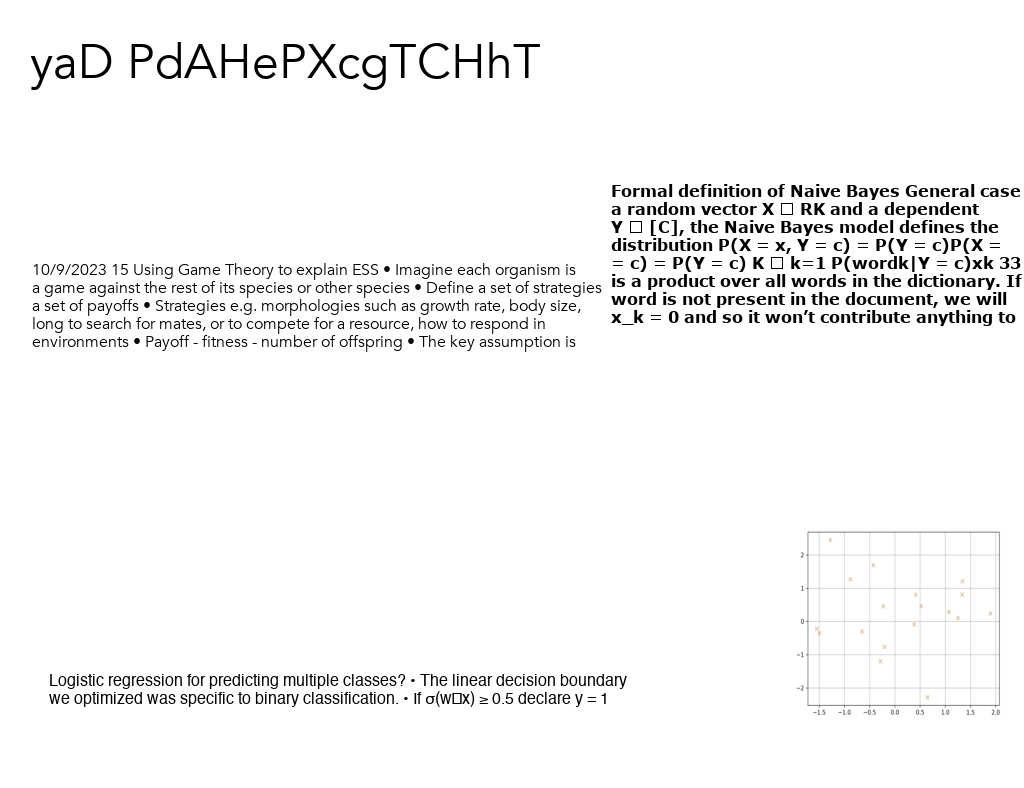 yaD PdAHePXcgTCHhT
Formal definition of Naive Bayes General case
a random vector X □ RK and a dependent
Y □ [C], the Naive Bayes model defines the
distribution P(X = x, Y = c) = P(Y = c)P(X =
= c) = P(Y = c) K □ k=1 P(wordk|Y = c)xk 33
is a product over all words in the dictionary. If
word is not present in the document, we will
x_k = 0 and so it won’t contribute anything to
10/9/2023 15 Using Game Theory to explain ESS • Imagine each organism is
a game against the rest of its species or other species • Define a set of strategies
a set of payoffs • Strategies e.g. morphologies such as growth rate, body size,
long to search for mates, or to compete for a resource, how to respond in
environments • Payoff - fitness - number of offspring • The key assumption is
2
1
0
−1
−2
−1.5 −1.0 −0.5 0.0 0.5 1.0 1.5 2.0
Logistic regression for predicting multiple classes? • The linear decision boundary
we optimized was specific to binary classification. • If σ(w□x) ≥ 0.5 declare y = 1